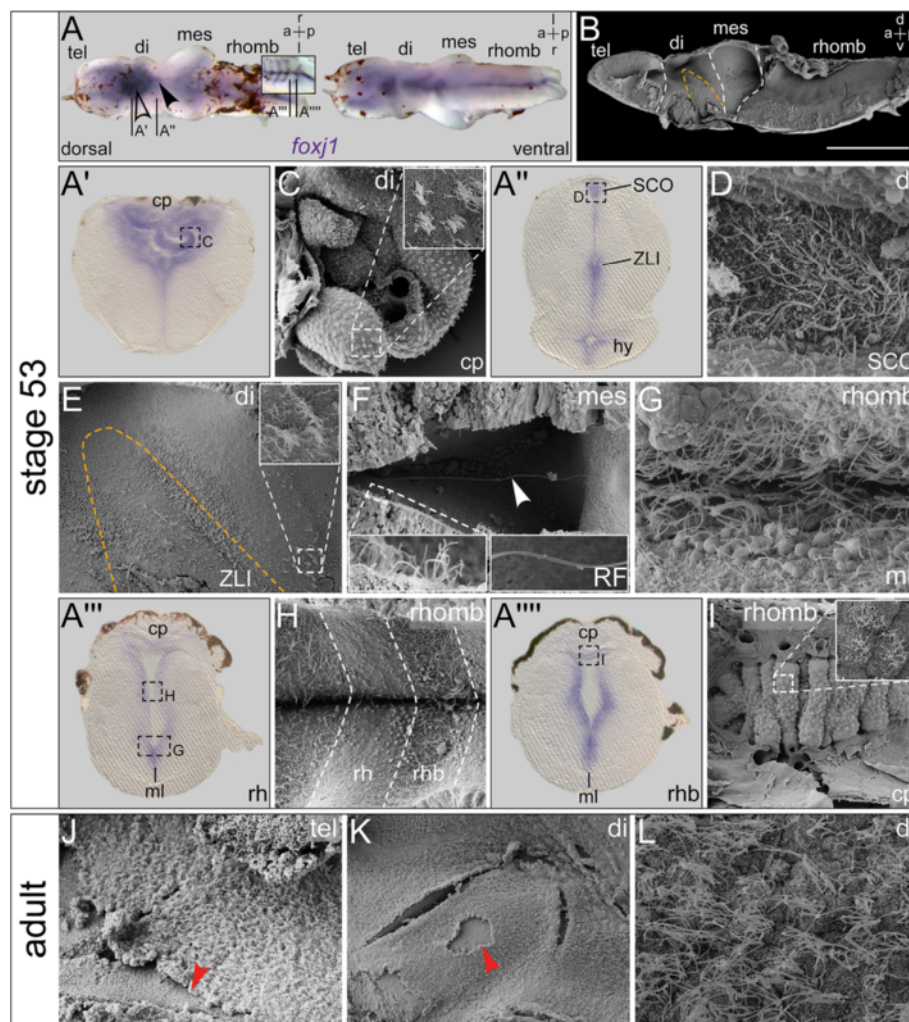 stage 53
adult
A
r
a p
l
tel
di
mes
rhomb
A'
A''
A'''
A''''
dorsal
foxj1
l
a p
r
di
mes
rhomb
ventral
B
d
a p
v
tel
di
mes
rhomb
A'
cp
C
C
di
cp
A''
SCO
D
ZLI
hy
D
SCO
E
di
ZLI
F
mes
RF
G
rhomb
A'''
cp
H
G
ml
rh
H
rhomb
rh
rhb
A''''
cp
I
ml
rhb
I
rhomb
J
tel
K
di
L